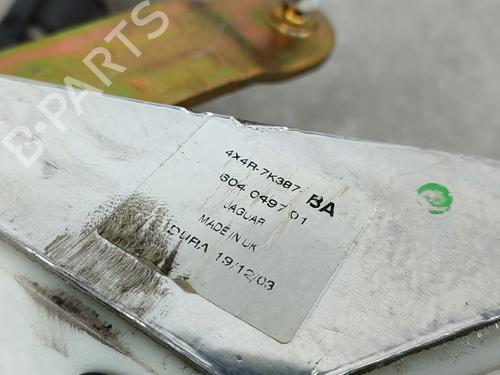 B-PARTS
4X4R-7K387-BA
604 0497 01
JAGUAR
MADE IN UK
DURA 19/12/03